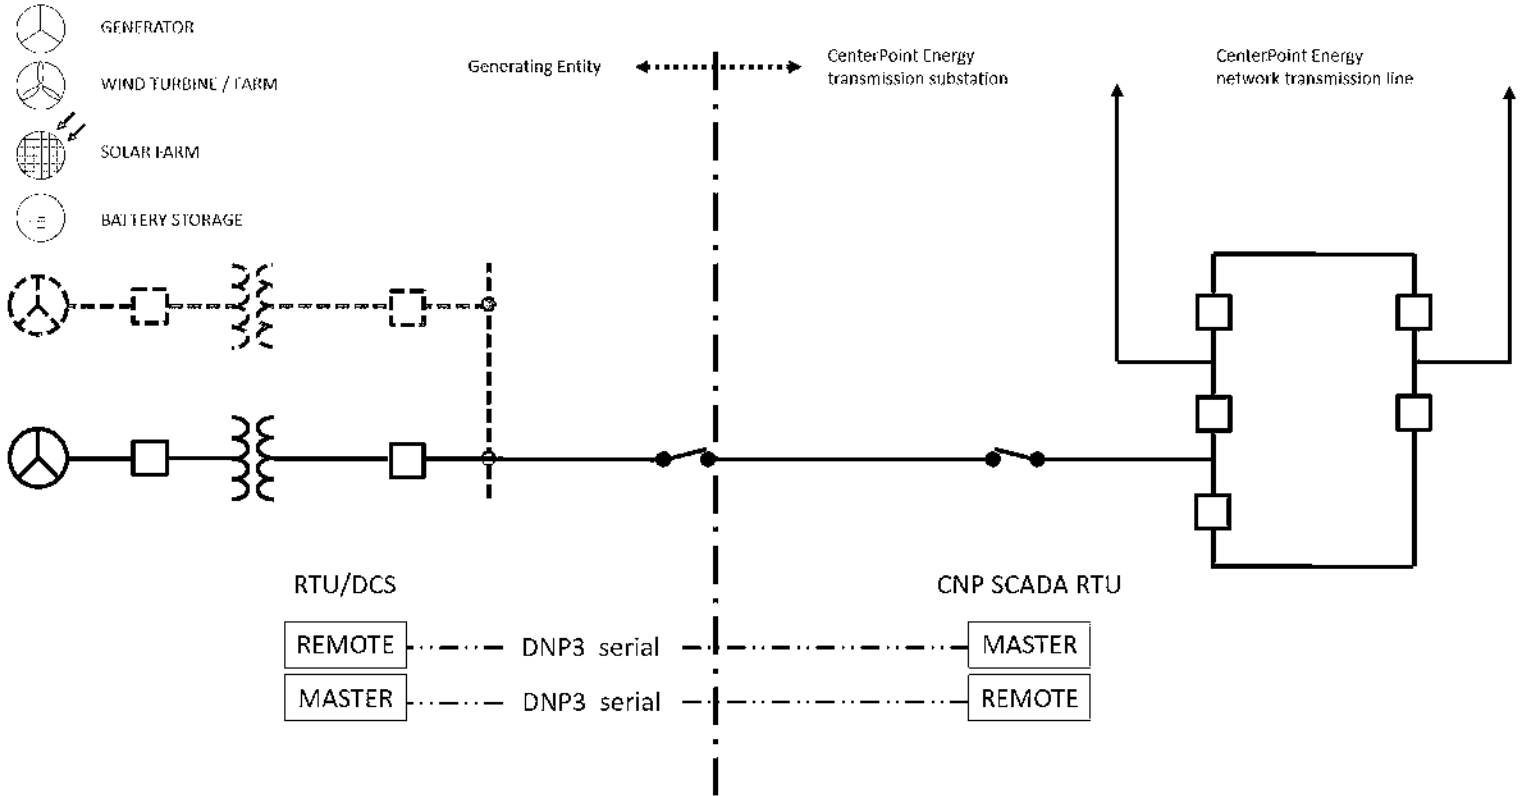 GENERATOR
WIND TURBINE / FARM
SOLAR FARM
BATTERY STORAGE
Generating Entity
CenterPoint Energy
transmission substation
CenterPoint Energy
network transmission line
RTU/DCS
CNP SCADA RTU
REMOTE DNP3 serial MASTER
MASTER DNP3 serial REMOTE